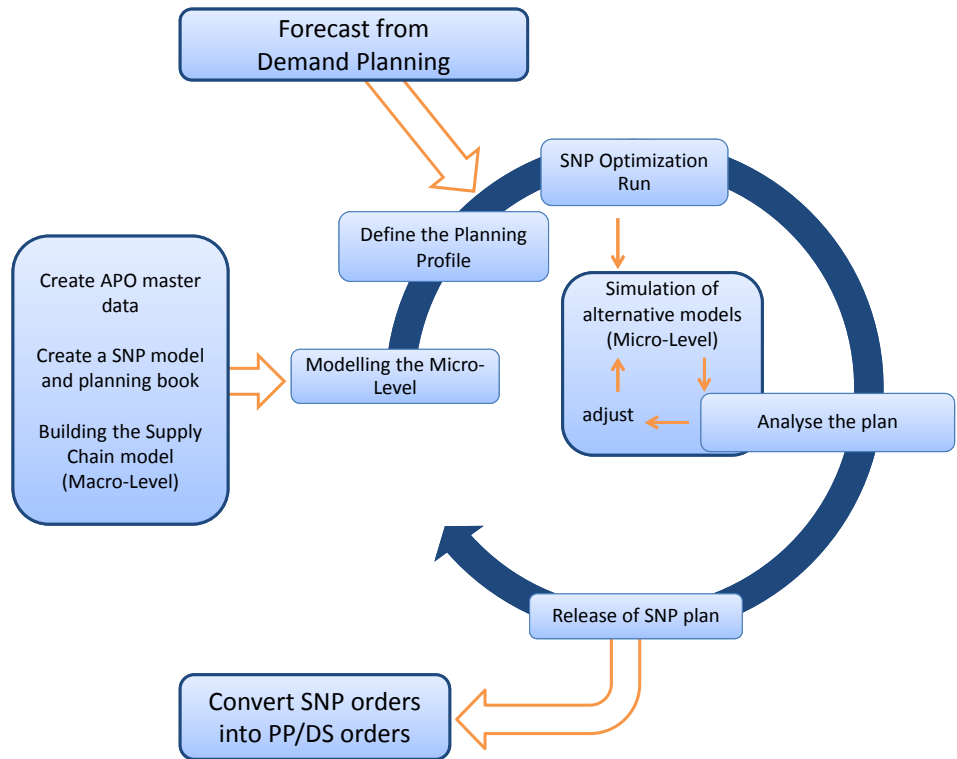 Forecast from
Demand Planning
SNP Optimization
Run
Define the Planning
Profile
Create APO master
data
Create a SNP model
and planning book
Building the Supply
Chain model
(Macro-Level)
Modelling the Micro-
Level
Simulation of
alternative models
(Micro-Level)
adjust
Analyse the plan
Release of SNP plan
Convert SNP orders
into PP/DS orders